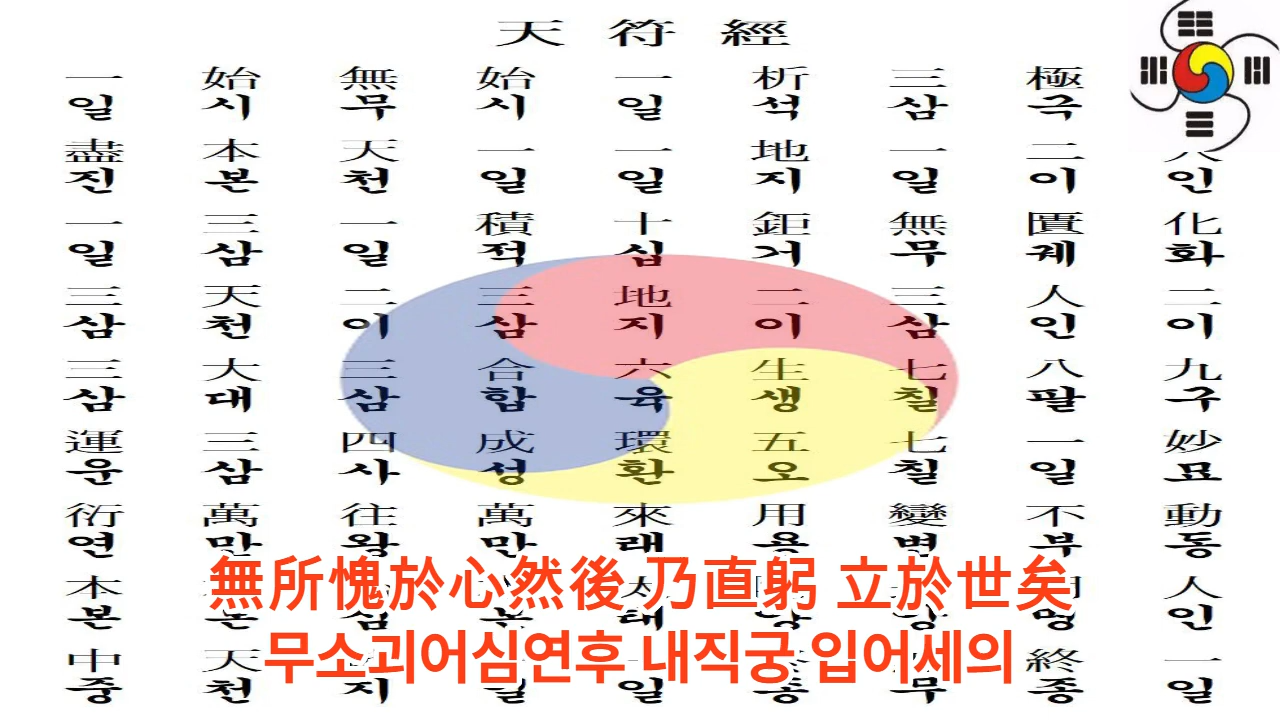 天 符 經
一 始 無 始 一 析 三 極
일 시 무 시 일 석 삼 극
盡 本 天 一 一 地 一 二
진 본 천 일 일 지 일 이 인
一 三 一 積 十 鉅 無 匱 化
일 삼 일 적 십 거 무 궤 화
三 天 二 三 地 二 三 人 二
삼 천 이 삼 지 이 삼 인 이
三 大 三 合 六 生 七 八 九
삼 대 삼 합 육 생 칠 팔 구
運 三 四 成 環 五 七 一 妙
운 삼 사 성 환 오 칠 일 묘
衍 萬 往 萬 來 用 變 不 動
연 만 왕 만 래 용 변 부 동
無所愧於心然後 乃直躬 立於世矣
本 人
본 인
무소괴어심연후 내직궁 입어세의
中 天 終 一
중 천 지 일 일 종 무 종 일